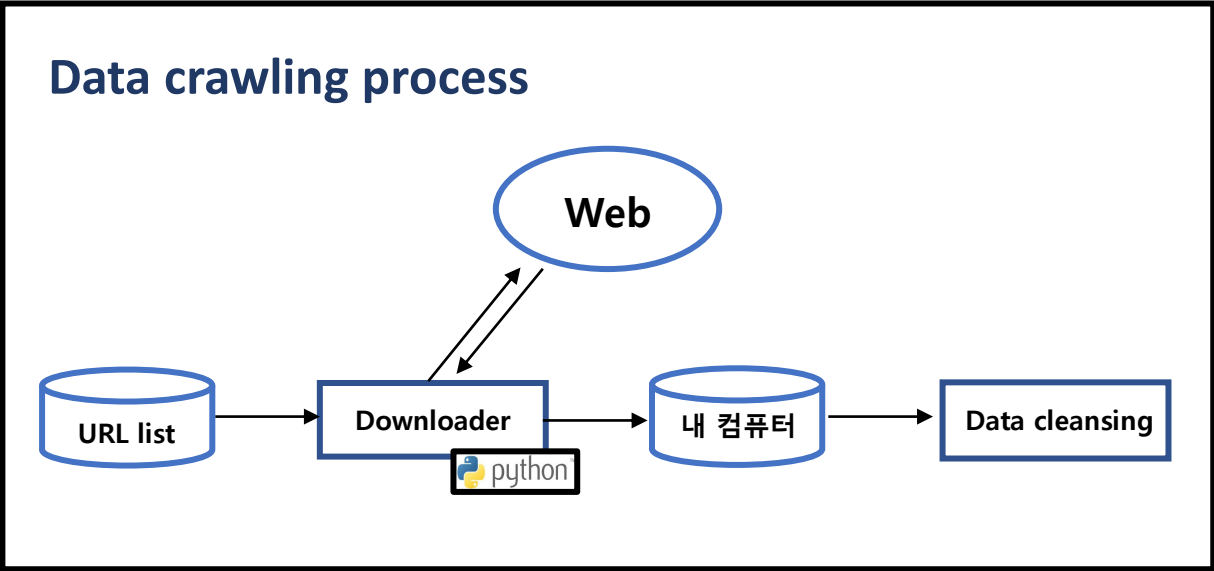 Data crawling process
Web
URL list
Downloader
python
내 컴퓨터
Data cleansing